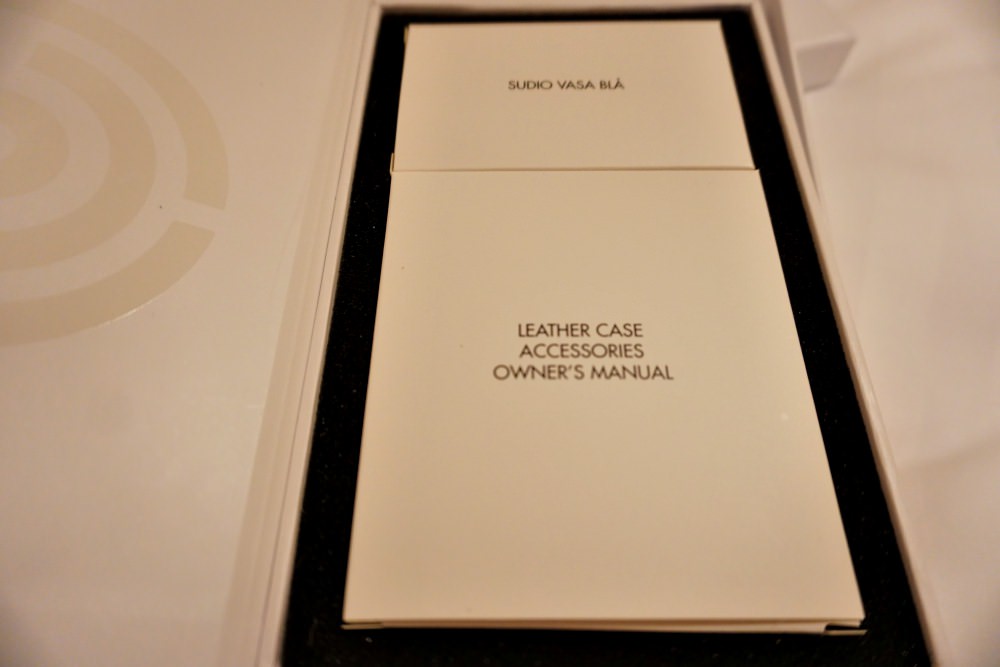 SUDIO VASA BLÅ
LEATHER CASE
ACCESSORIES
OWNER'S MANUAL